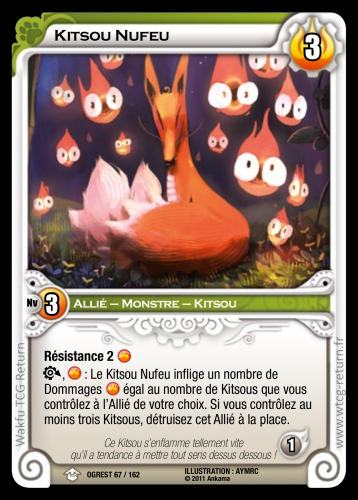 Kitsou Nufeu
3
Nv 3 Allié – Monstre – Kitsou
Résistance 2
, : Le Kitsou Nufeu inflige un nombre de
Dommages égal au nombre de Kitsous que vous
contrôlez à l'Allié de votre choix. Si vous contrôlez au
moins trois Kitsous, détruisez cet Allié à la place.
Ce Kitsou s'enflamme tellement vite
qu'il a tendance à mettre tout sens dessus dessous !
1
OGREST 67 / 162
ILLUSTRATION : AYMRC
© 2011 Ankama
Wakfu TCG Return
http://www.wtcg-return.fr